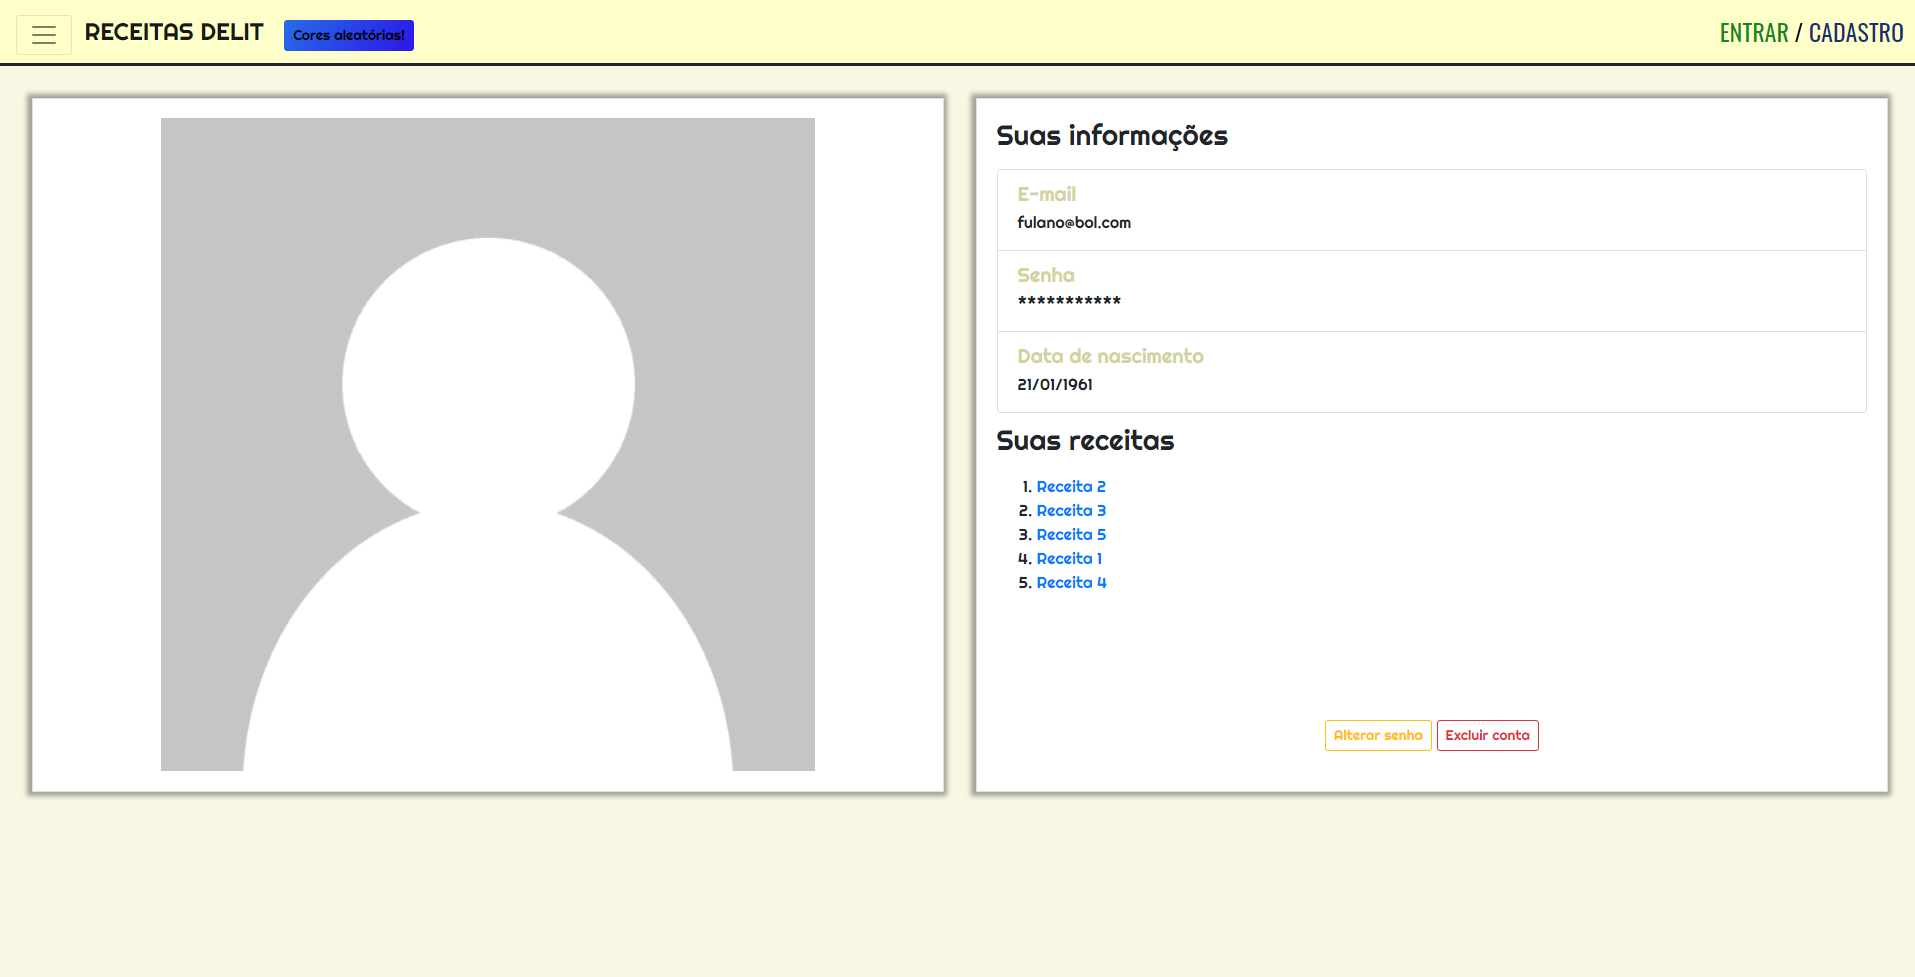 RECEITAS DELIT
Cores aleatórias!
ENTRAR / CADASTRO
Suas informações
E-mail
fulano@bol.com
Senha
***********
Data de nascimento
21/01/1961
Suas receitas
1. Receita 2
2. Receita 3
3. Receita 5
4. Receita 1
5. Receita 4
Alterar senha
Excluir conta